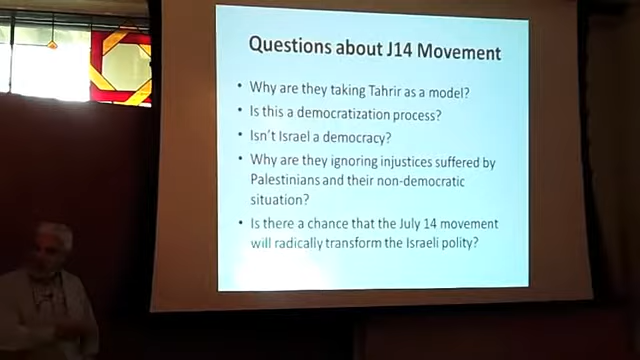 Questions about J14 Movement
• Why are they taking Tahrir as a model?
• Is this a democratization process?
• Isn't Israel a democracy?
• Why are they ignoring injustices suffered by
Palestinians and their non-democratic
situation?
• Is there a chance that the July 14 movement
will radically transform the Israeli polity?